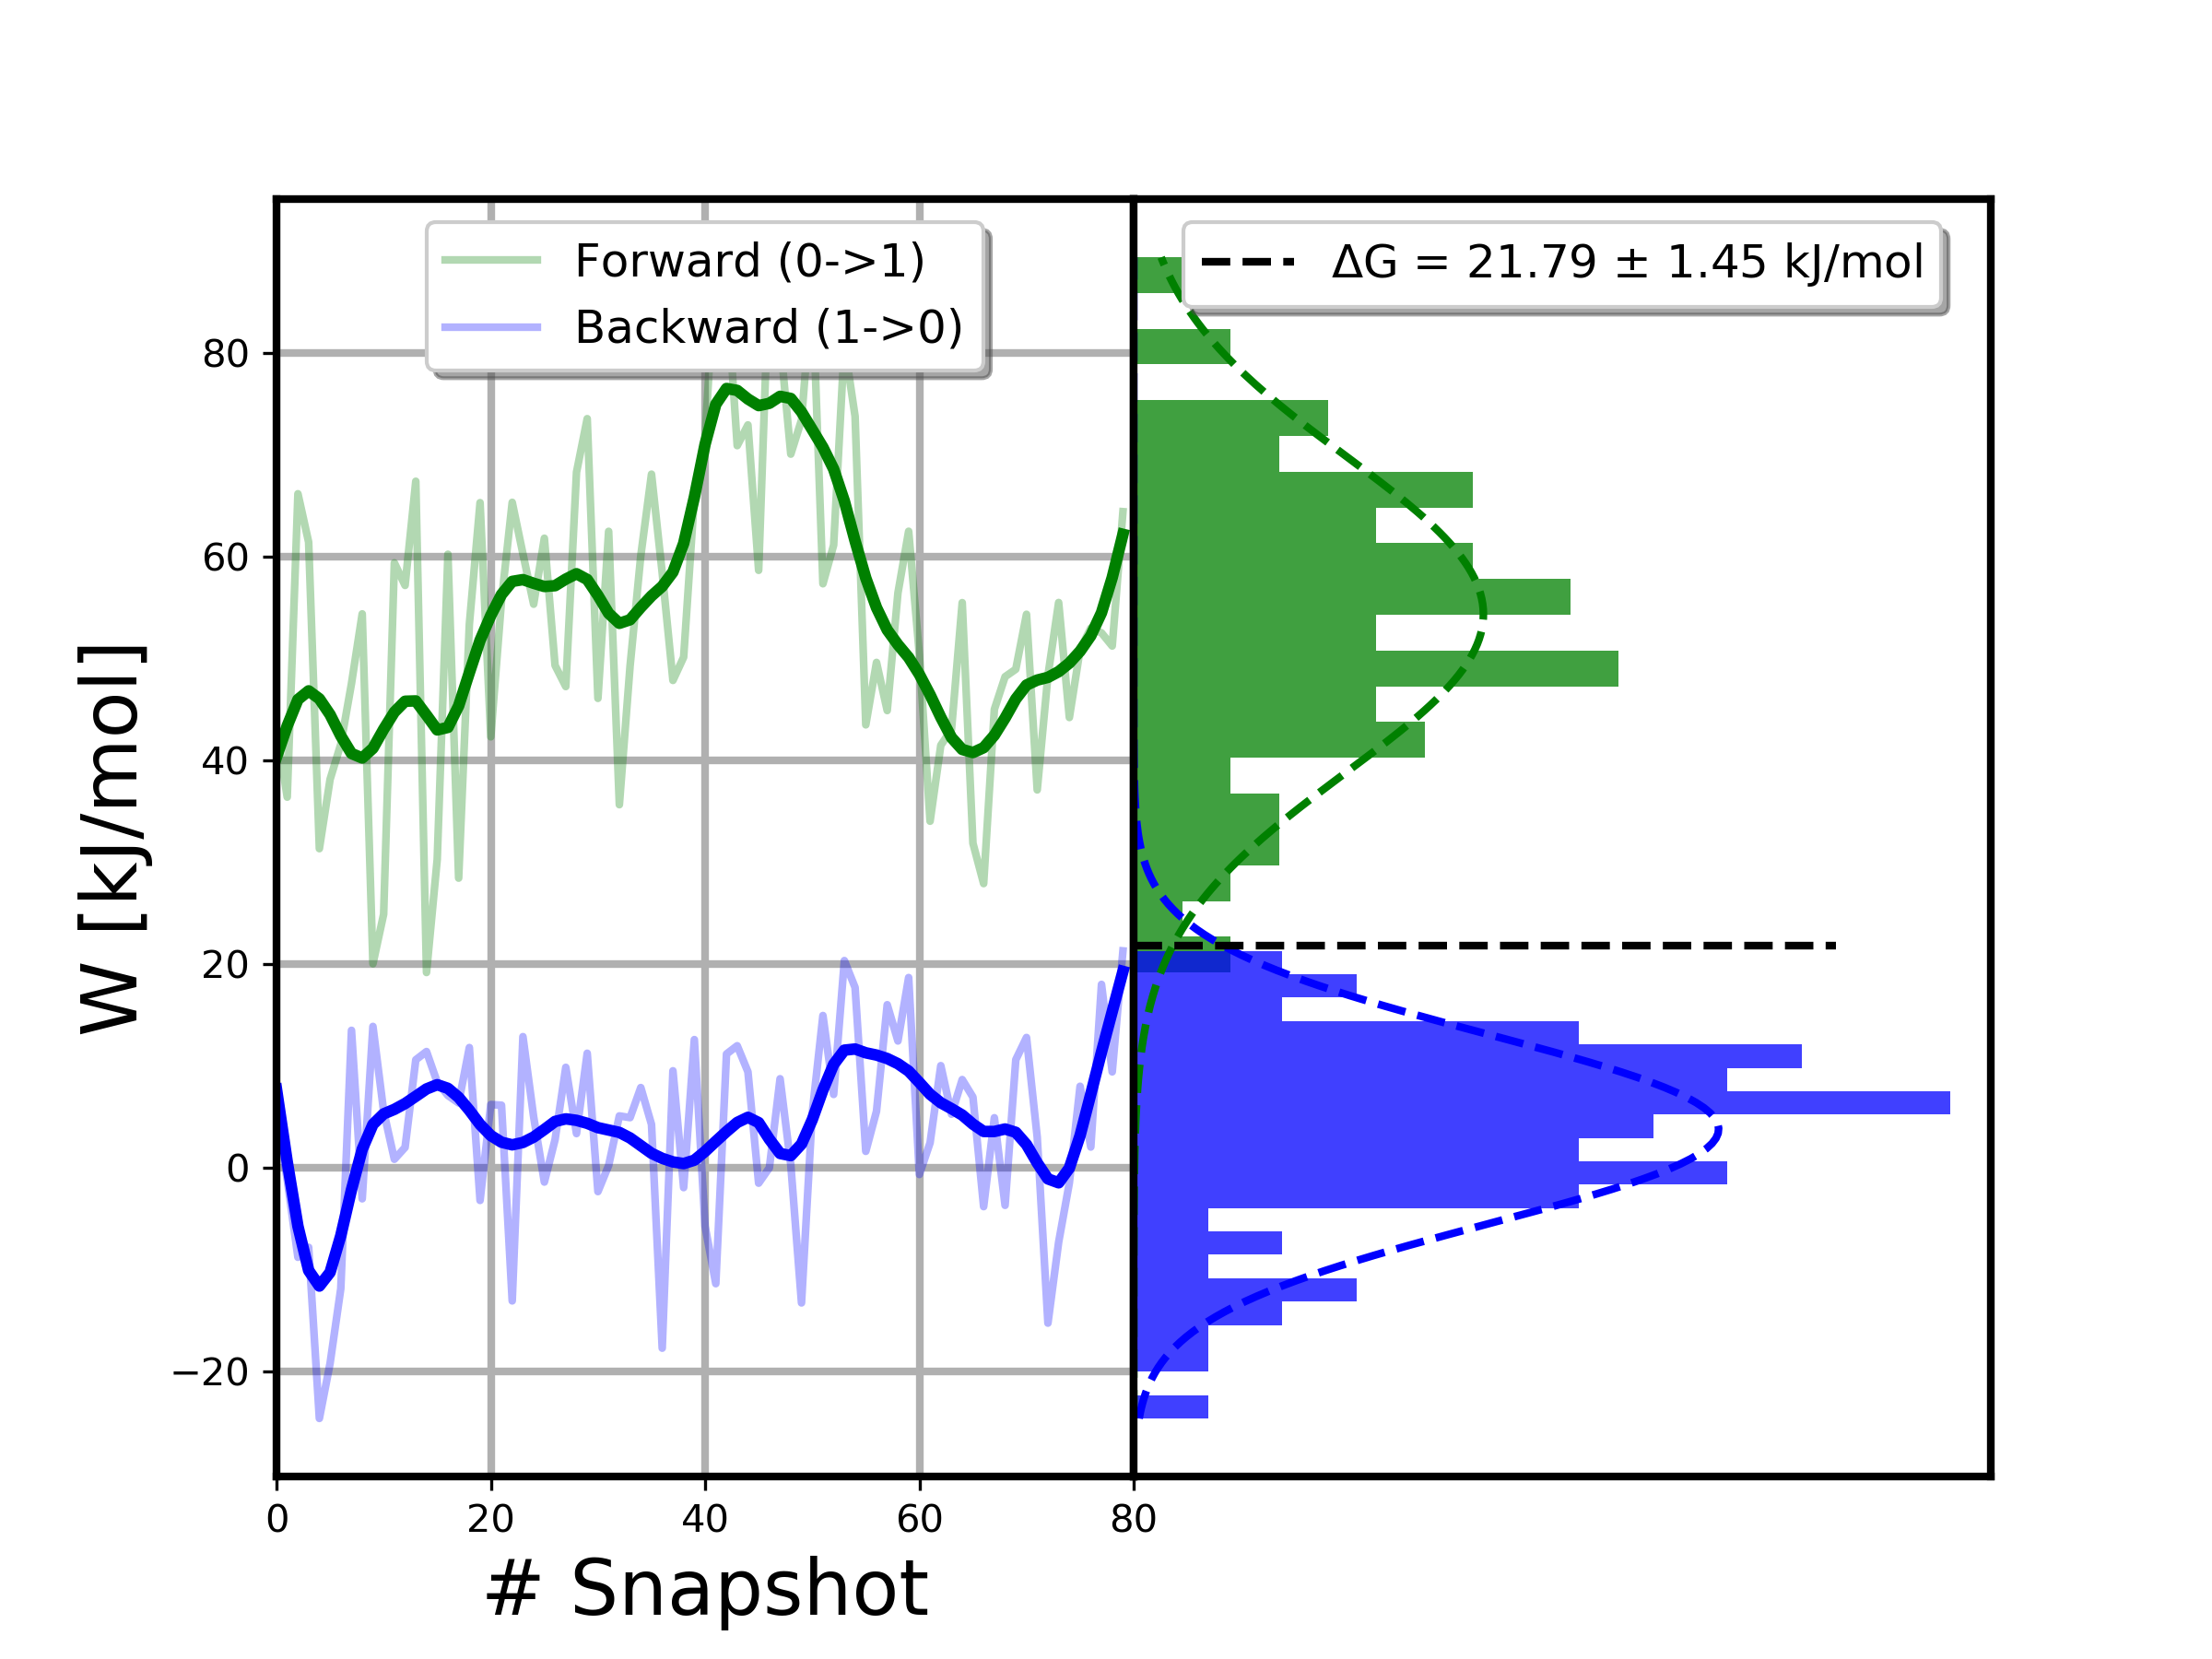 Forward (0->1)
Backward (1->0)
ΔG = 21.79 ± 1.45 kJ/mol
W [kJ/mol]
80
60
40
20
0
−20
0 20 40 60 80
# Snapshot